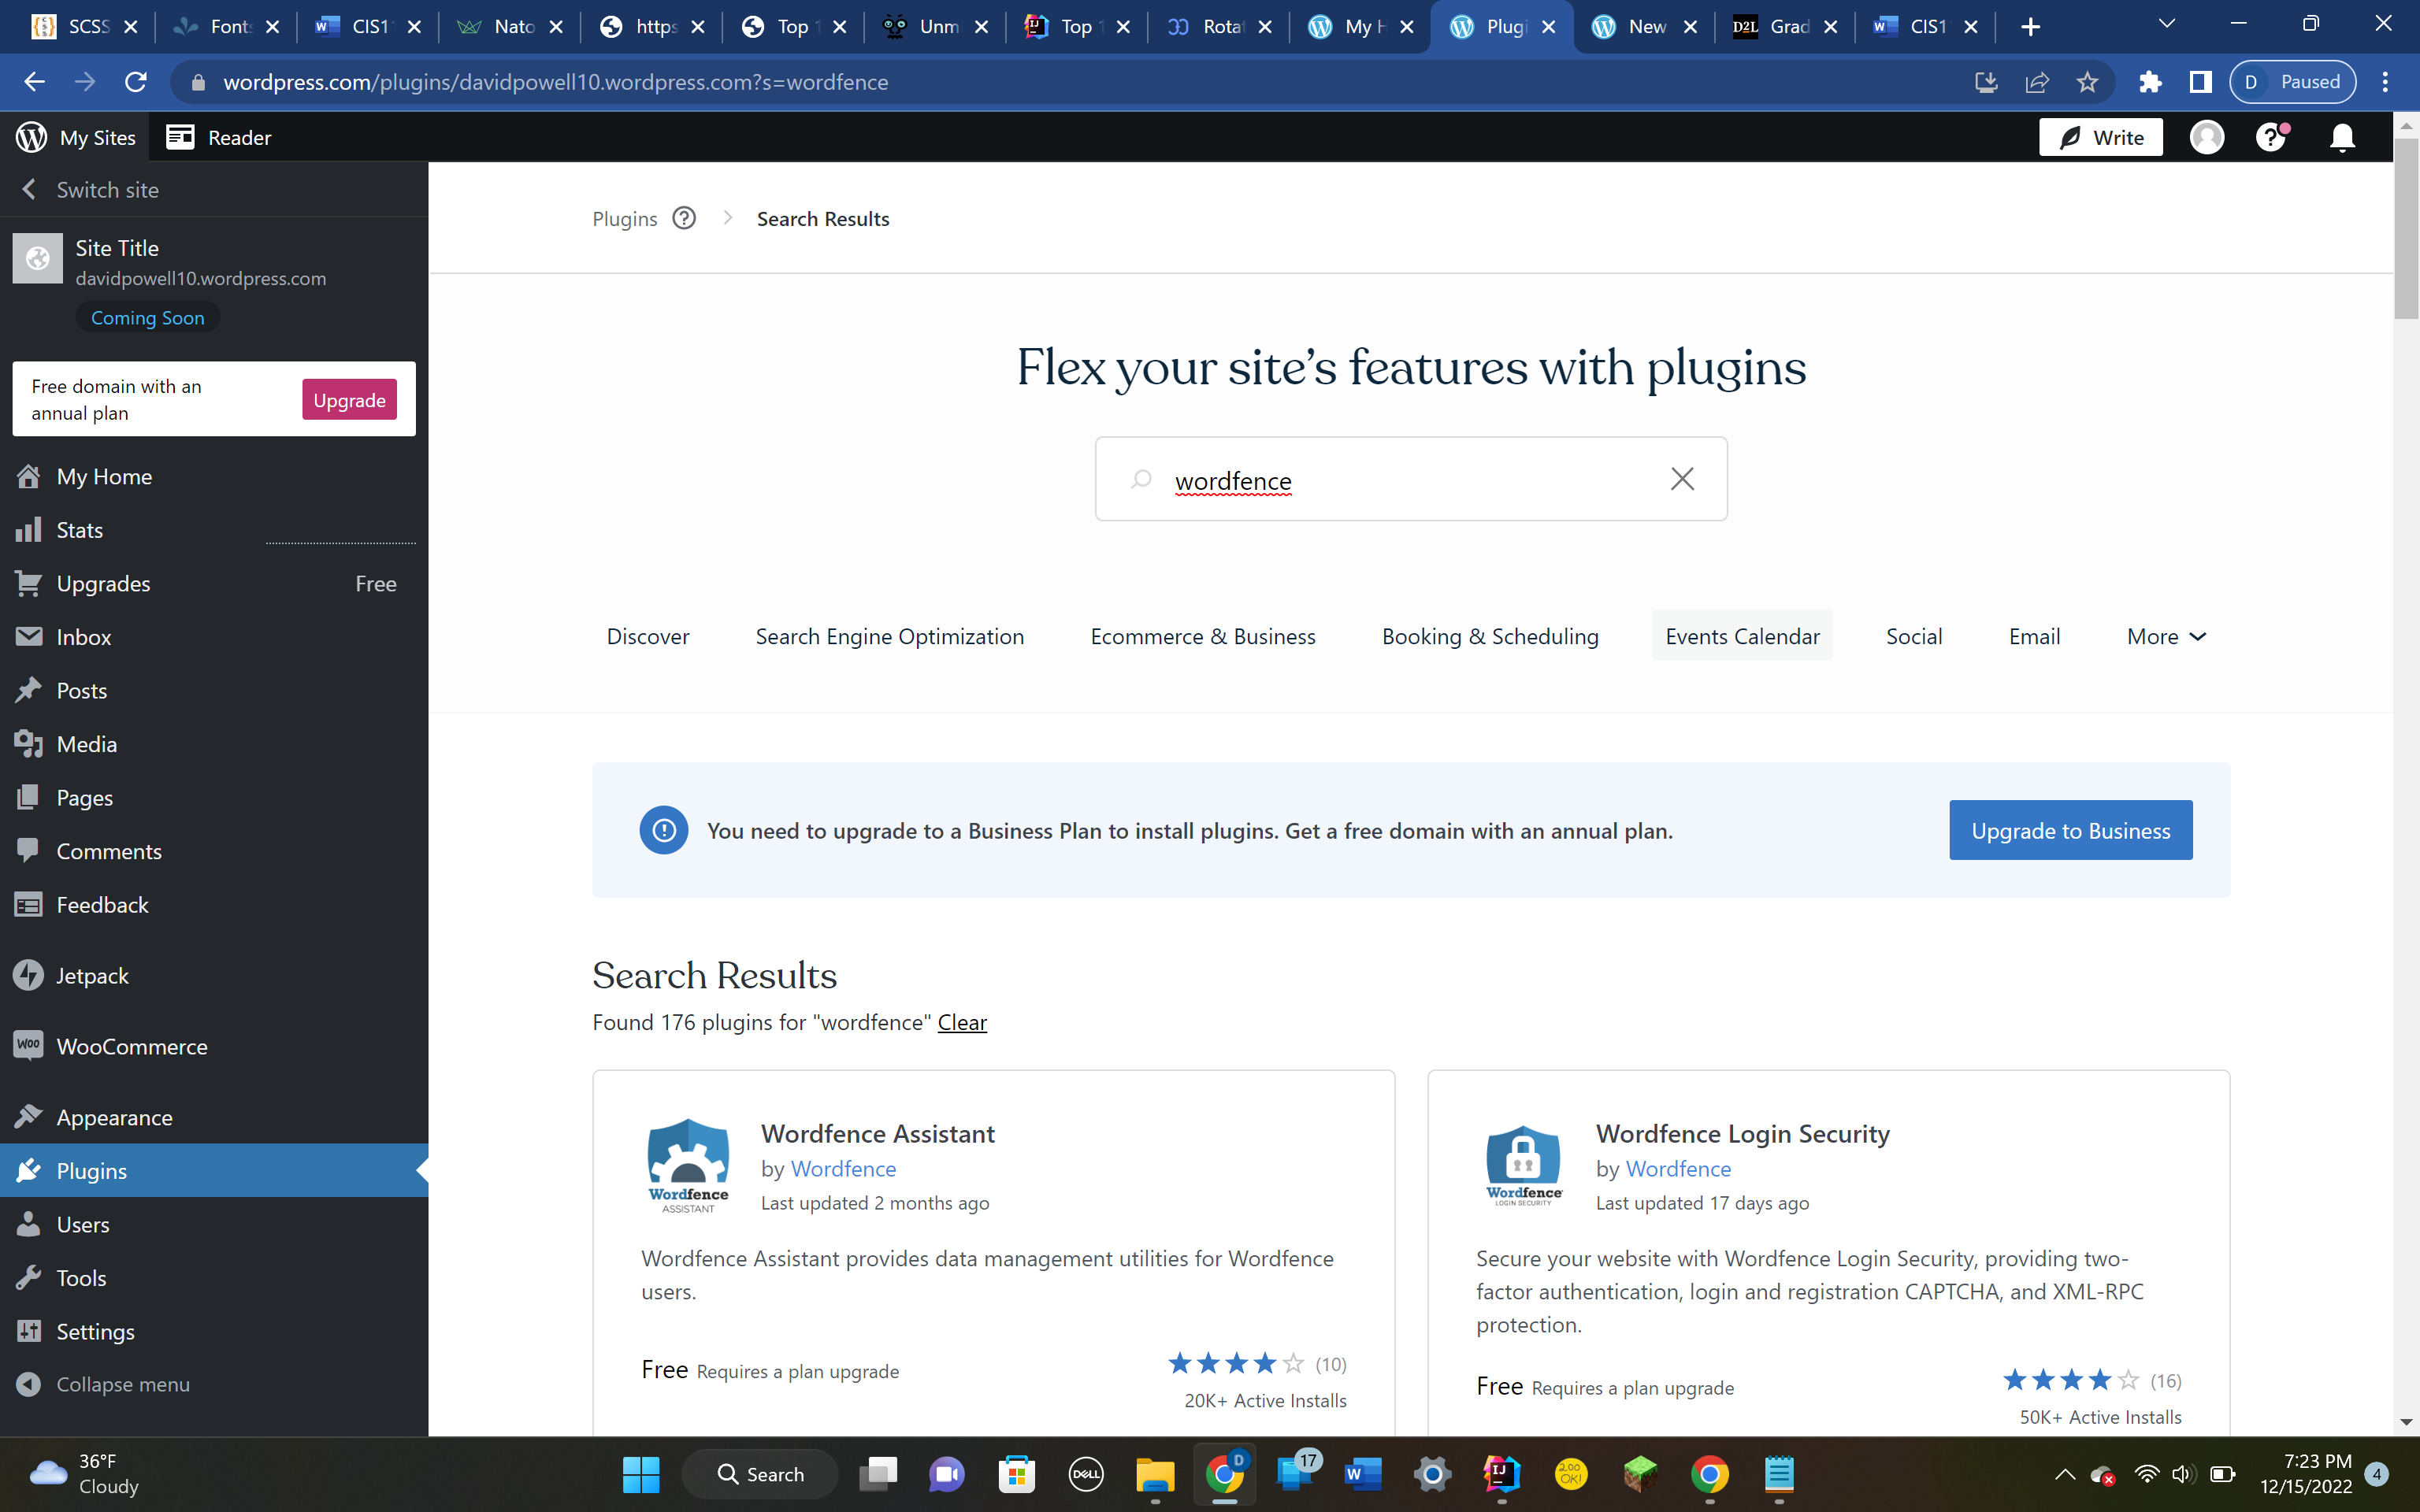 SCSS Fonts CIS1 Nato https Top Unm Top Rota My H Plugi New D2L Grad CIS1
wordpress.com/plugins/davidpowell10.wordpress.com?s=wordfence D Paused
My Sites Reader Write
Switch site
Plugins Search Results
Site Title
davidpowell10.wordpress.com
Coming Soon
Free domain with an
annual plan
Upgrade
My Home
Stats
Upgrades Free
Inbox
Posts
Media
Pages
Comments
Feedback
Jetpack
WooCommerce
Appearance
Plugins
Users
Tools
Settings
Collapse menu
Flex your site’s features with plugins
wordfence
Discover Search Engine Optimization Ecommerce & Business Booking & Scheduling Events Calendar Social Email More
You need to upgrade to a Business Plan to install plugins. Get a free domain with an annual plan. Upgrade to Business
Search Results
Found 176 plugins for "wordfence" Clear
Wordfence
ASSISTANT
Wordfence Assistant
by Wordfence
Last updated 2 months ago
Wordfence Assistant provides data management utilities for Wordfence
users.
Free Requires a plan upgrade (10)
20K+ Active Installs
Wordfence
LOGIN SECURITY
Wordfence Login Security
by Wordfence
Last updated 17 days ago
Secure your website with Wordfence Login Security, providing two-
factor authentication, login and registration CAPTCHA, and XML-RPC
protection.
Free Requires a plan upgrade (16)
50K+ Active Installs
36°F
Cloudy
Search
DELL
D
17
W
IJ
200
OK!
7:23 PM
12/15/2022
4